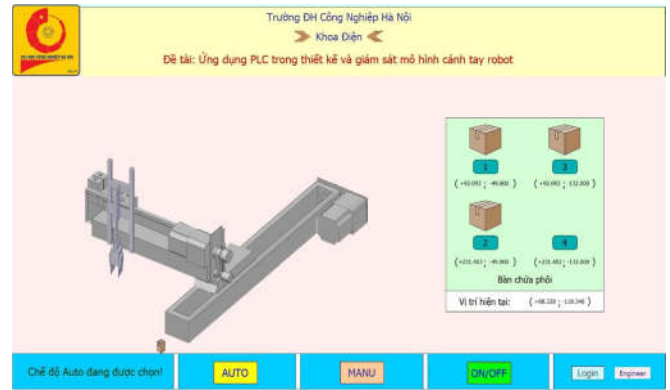 Trường ĐH Công Nghiệp Hà Nội
Khoa Điện
Đề tài: Ứng dụng PLC trong thiết kế và giám sát mô hình cánh tay robot
1
3
2
4
Bàn chứa phôi
Vị trí hiện tại:
Chế độ Auto đang được chọn!
AUTO
MANU
ON/OFF
Login
Engineer